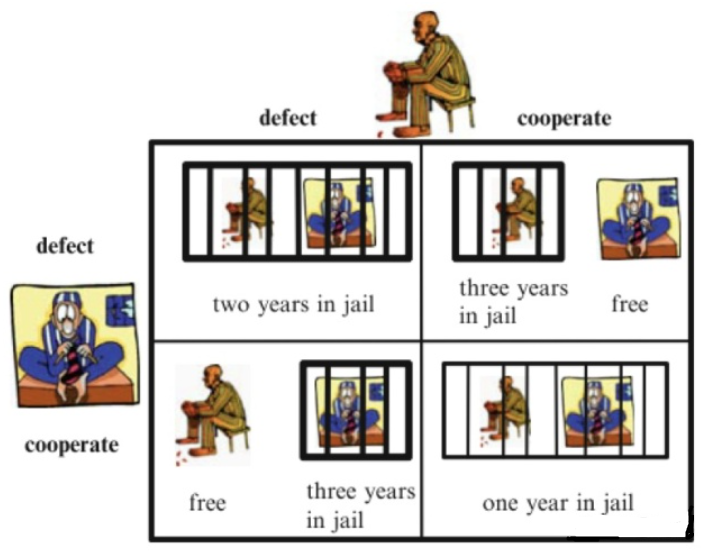 defect
cooperate
defect
cooperate
two years in jail
three years
in jail
free
free
three years
in jail
one year in jail